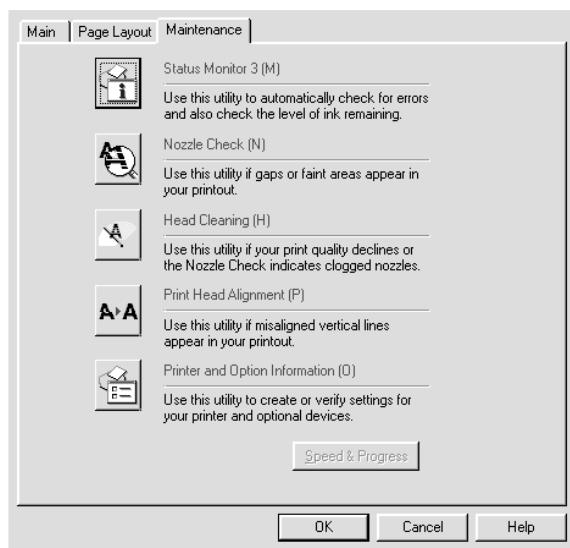 Main Page Layout Maintenance
Status Monitor 3 (M)
Use this utility to automatically check for errors
and also check the level of ink remaining.
Nozzle Check (N)
Use this utility if gaps or faint areas appear in
your printout.
Head Cleaning (H)
Use this utility if your print quality declines or
the Nozzle Check indicates clogged nozzles.
Print Head Alignment (P)
Use this utility if misaligned vertical lines
appear in your printout.
Printer and Option Information (O)
Use this utility to create or verify settings for
your printer and optional devices.
Speed & Progress
OK Cancel Help